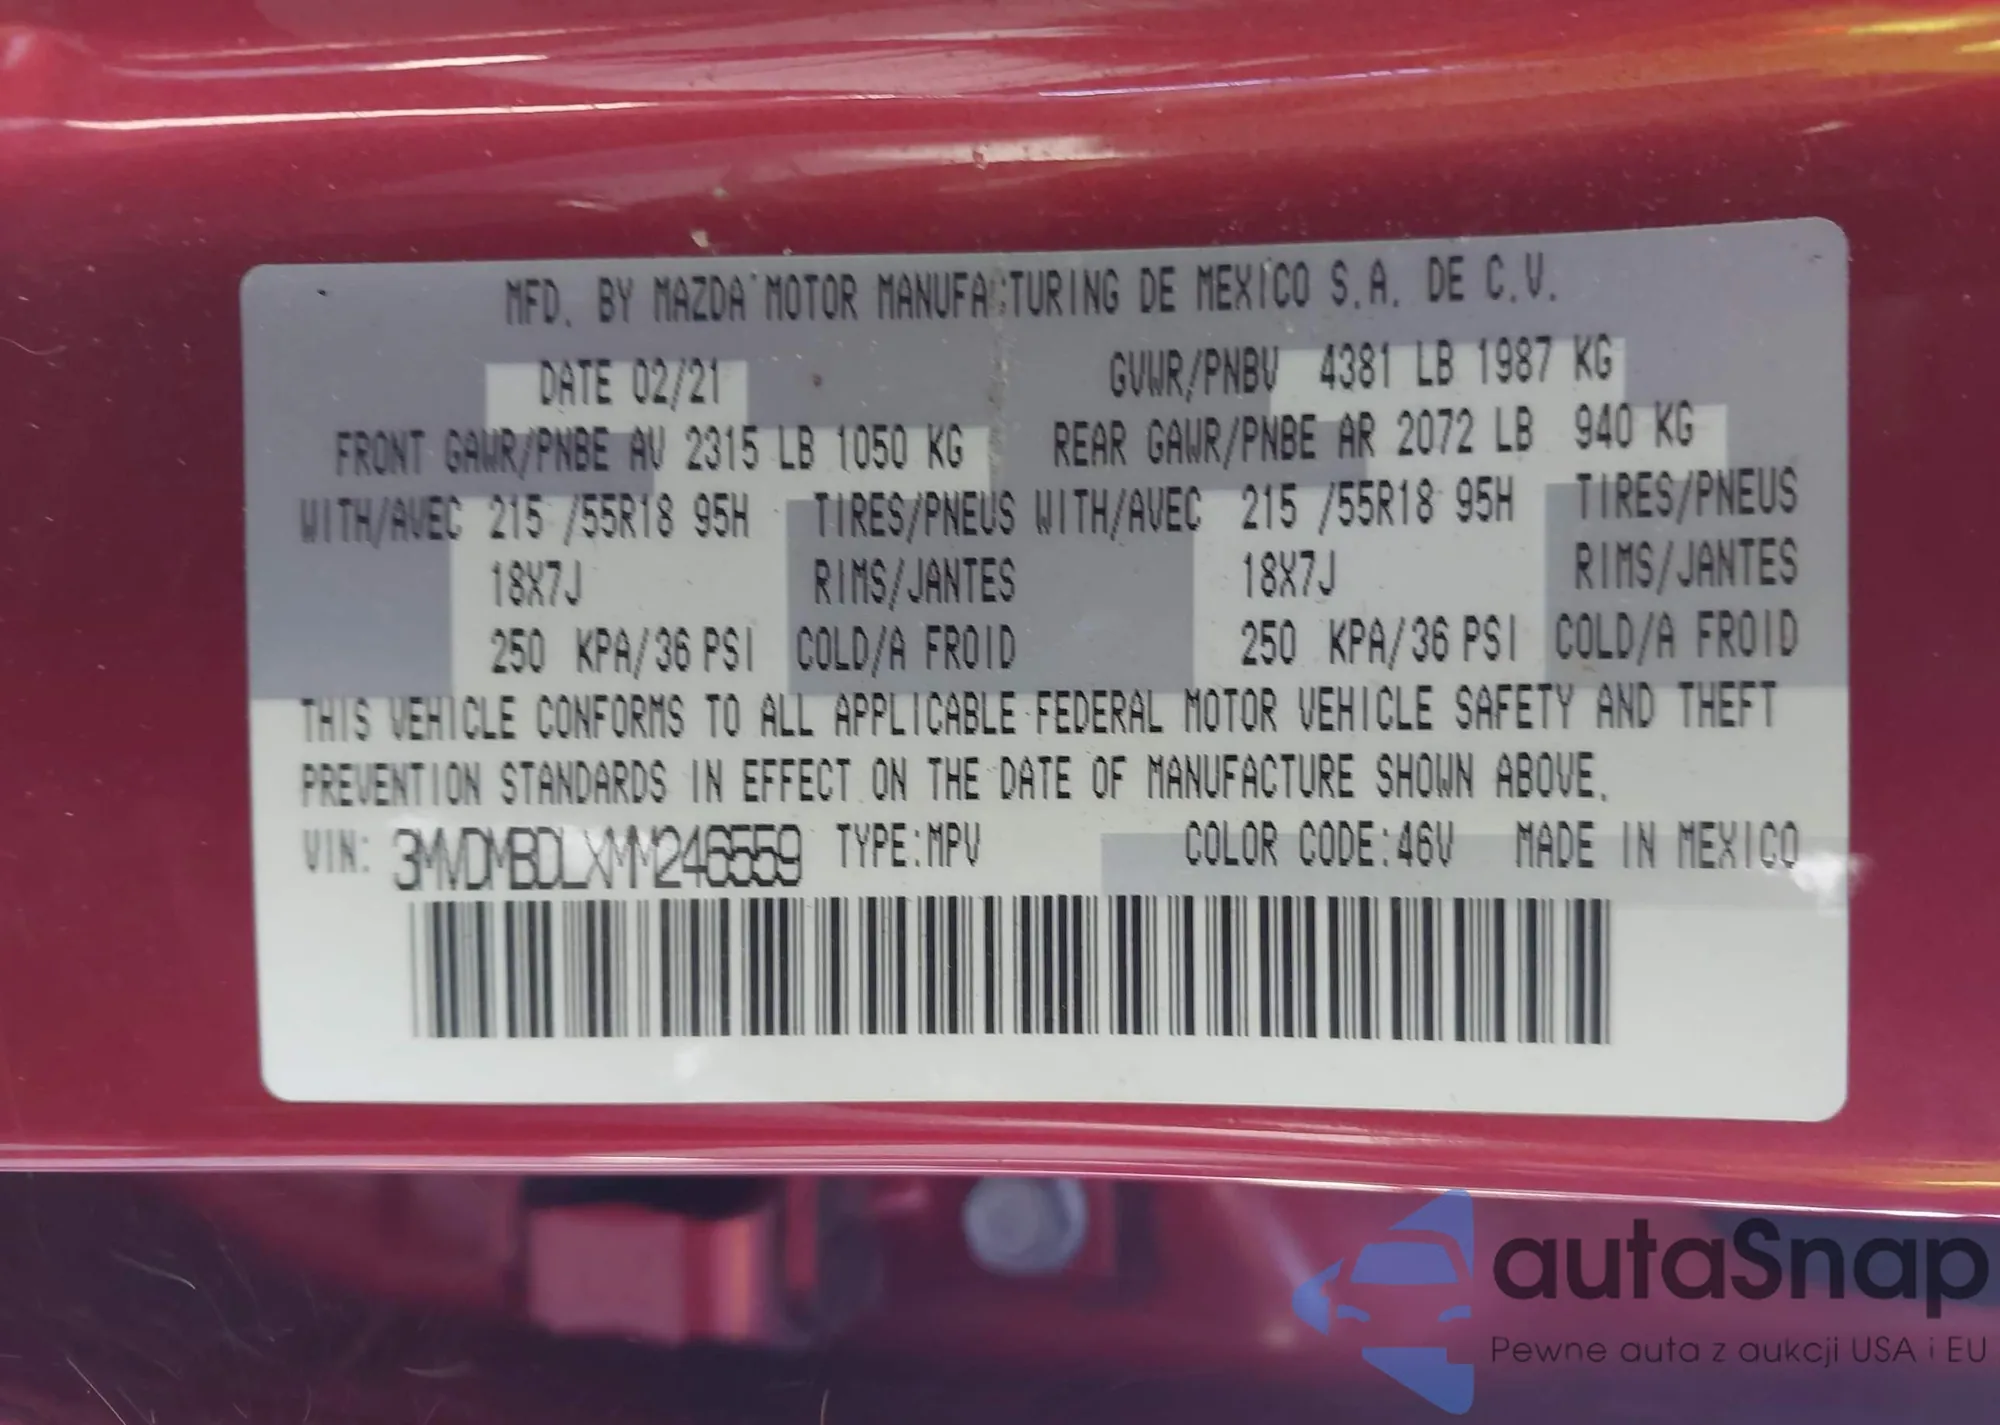 MFD. BY MAZDA MOTOR MANUFACTURING DE MEXICO S.A. DE C.V.
DATE 02/21 GVWR/PNBV 4381 LB 1987 KG
FRONT GAWR/PNBE AV 2315 LB 1050 KG REAR GAWR/PNBE AR 2072 LB 940 KG
WITH/AVEC 215 /55R18 95H TIRES/PNEUS WITH/AVEC 215 /55R18 95H TIRES/PNEUS
18X7J RIMS/JANTES 18X7J RIMS/JANTES
250 KPA/36 PSI COLD/A FROID 250 KPA/36 PSI COLD/A FROID
THIS VEHICLE CONFORMS TO ALL APPLICABLE FEDERAL MOTOR VEHICLE SAFETY AND THEFT
PREVENTION STANDARDS IN EFFECT ON THE DATE OF MANUFACTURE SHOWN ABOVE.
VIN: 3MVDMBDLXMM246559 TYPE:MPV COLOR CODE:46V MADE IN MEXICO
autaSnap
Pewne auta z aukcji USA i EU